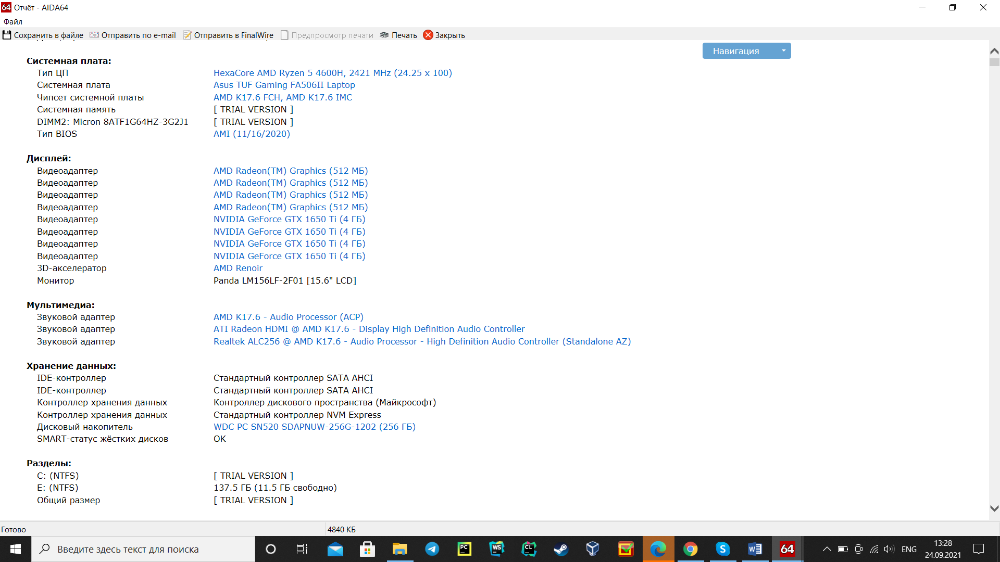 Отчёт - AIDA64
Файл
Сохранить в файле Отправить по e-mail Отправить в FinalWire Предпросмотр печати Печать Закрыть
Навигация
Системная плата:
Тип ЦП HexaCore AMD Ryzen 5 4600H, 2421 MHz (24.25 x 100)
Системная плата Asus TUF Gaming FA506II Laptop
Чипсет системной платы AMD K17.6 FCH, AMD K17.6 IMC
Системная память [ TRIAL VERSION ]
DIMM2: Micron 8ATF1G64HZ-3G2J1 [ TRIAL VERSION ]
Тип BIOS AMI (11/16/2020)
Дисплей:
Видеоадаптер AMD Radeon(TM) Graphics (512 МБ)
Видеоадаптер AMD Radeon(TM) Graphics (512 МБ)
Видеоадаптер AMD Radeon(TM) Graphics (512 МБ)
Видеоадаптер AMD Radeon(TM) Graphics (512 МБ)
Видеоадаптер NVIDIA GeForce GTX 1650 Ti (4 ГБ)
Видеоадаптер NVIDIA GeForce GTX 1650 Ti (4 ГБ)
Видеоадаптер NVIDIA GeForce GTX 1650 Ti (4 ГБ)
Видеоадаптер NVIDIA GeForce GTX 1650 Ti (4 ГБ)
3D-акселератор AMD Renoir
Монитор Panda LM156LF-2F01 [15.6" LCD]
Мультимедиа:
Звуковой адаптер AMD K17.6 - Audio Processor (ACP)
Звуковой адаптер ATI Radeon HDMI @ AMD K17.6 - Display High Definition Audio Controller
Звуковой адаптер Realtek ALC256 @ AMD K17.6 - Audio Processor - High Definition Audio Controller (Standalone AZ)
Хранение данных:
IDE-контроллер Стандартный контроллер SATA AHCI
IDE-контроллер Стандартный контроллер SATA AHCI
Контроллер хранения данных Контроллер дискового пространства (Майкрософт)
Контроллер хранения данных Стандартный контроллер NVM Express
Дисковый накопитель WDC PC SN520 SDAPNUW-256G-1202 (256 ГБ)
SMART-статус жёстких дисков OK
Разделы:
C: (NTFS) [ TRIAL VERSION ]
E: (NTFS) 137.5 ГБ (11.5 ГБ свободно)
Общий размер [ TRIAL VERSION ]
Готово 4840 КБ
Введите здесь текст для поиска
PC WS CL 64
ENG
13:28
24.09.2021